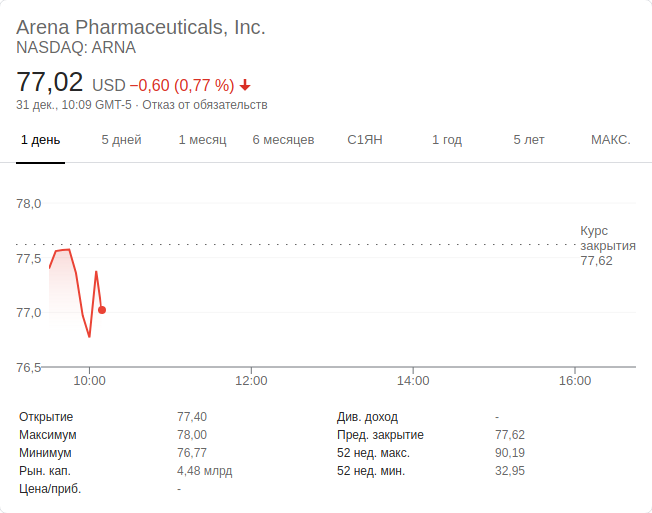 Arena Pharmaceuticals, Inc.
NASDAQ: ARNA
77,02 USD −0,60 (0,77 %)
31 дек., 10:09 GMT-5 · Отказ от обязательств
1 день 5 дней 1 месяц 6 месяцев С1ЯН 1 год 5 лет МАКС.
78,0
Курс
закрытия
77,62
77,5
77,0
76,5
10:00 12:00 14:00 16:00
Открытие 77,40 Див. доход -
Максимум 78,00 Пред. закрытие 77,62
Минимум 76,77 52 нед. макс. 90,19
Рын. кап. 4,48 млрд 52 нед. мин. 32,95
Цена/приб. -